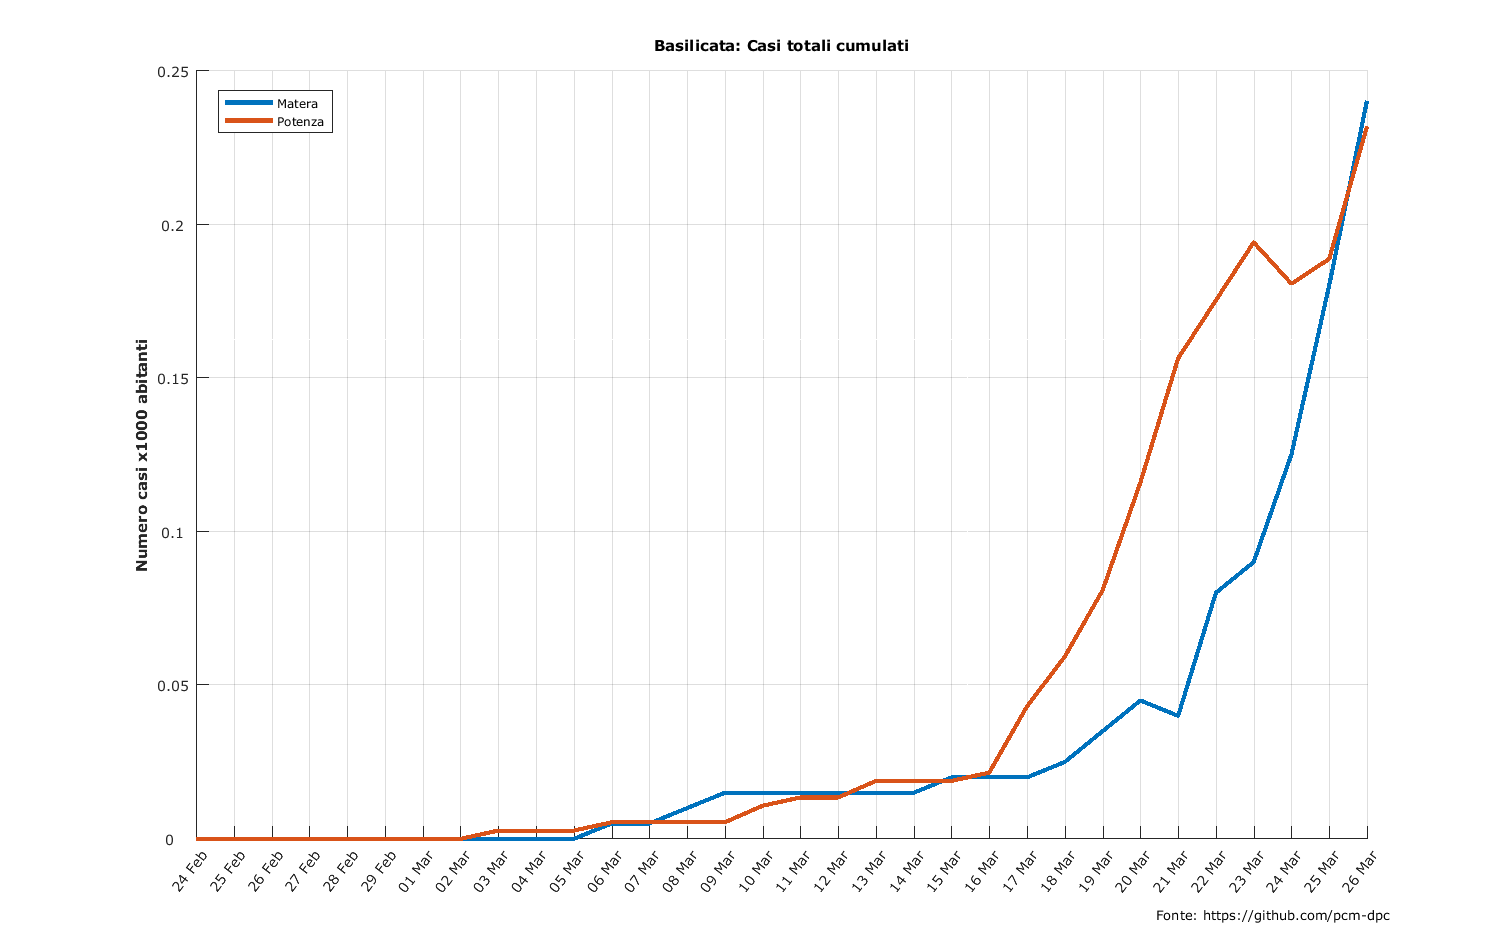 Basilicata: Casi totali cumulati
Matera
Potenza
Numero casi x1000 abitanti
0.25
0.2
0.15
0.1
0.05
0
24 Feb
25 Feb
26 Feb
27 Feb
28 Feb
29 Feb
01 Mar
02 Mar
03 Mar
04 Mar
05 Mar
06 Mar
07 Mar
08 Mar
09 Mar
10 Mar
11 Mar
12 Mar
13 Mar
14 Mar
15 Mar
16 Mar
17 Mar
18 Mar
19 Mar
20 Mar
21 Mar
22 Mar
23 Mar
24 Mar
25 Mar
26 Mar
Fonte: https://github.com/pcm-dpc